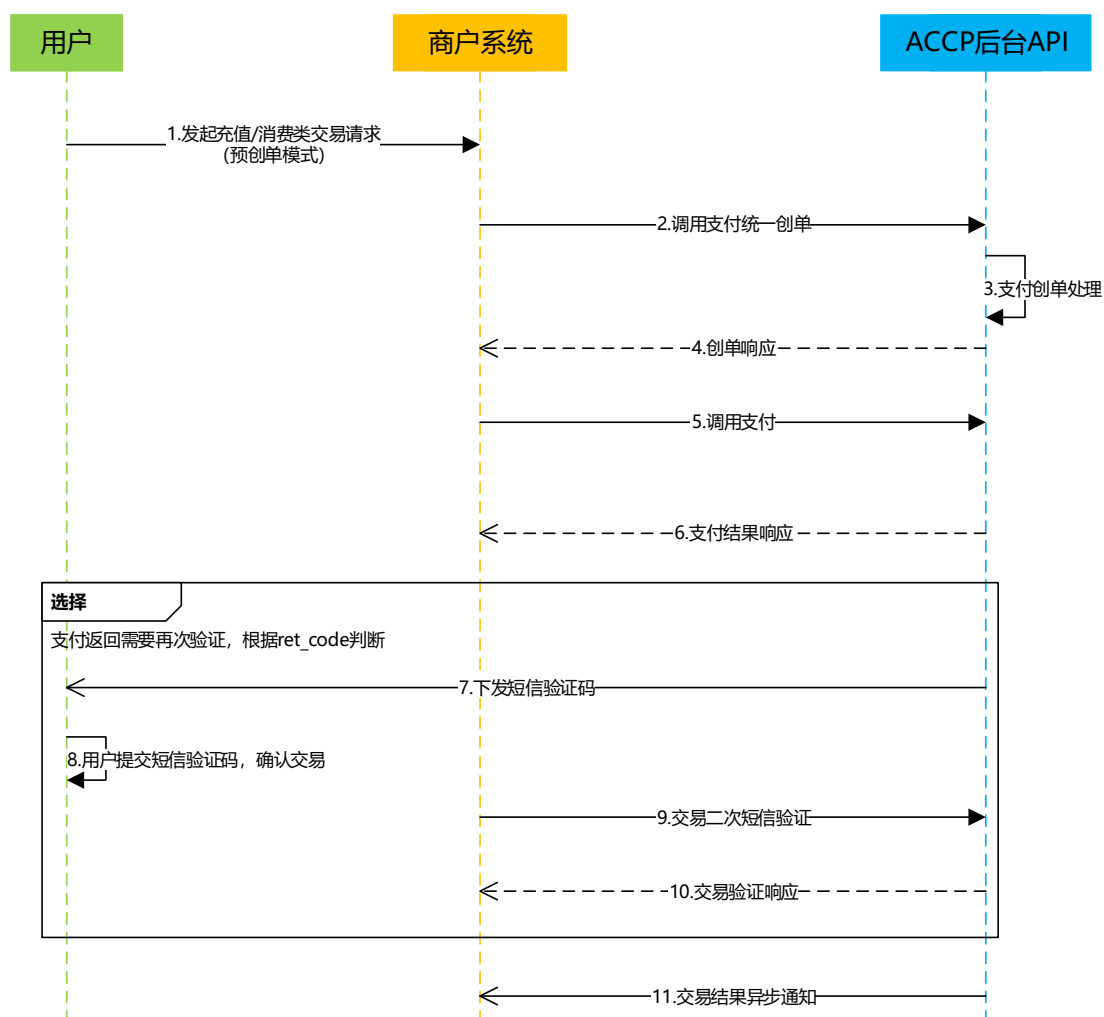 用户
商户系统
ACCP后台API
1.发起充值/消费类交易请求
（预创单模式）
2.调用支付统一创单
3.支付创单处理
4.创单响应
5.调用支付
6.支付结果响应
选择
支付返回需要再次验证，根据ret_code判断
7.下发短信验证码
8.用户提交短信验证码，确认交易
9.交易二次短信验证
10.交易验证响应
11.交易结果异步通知